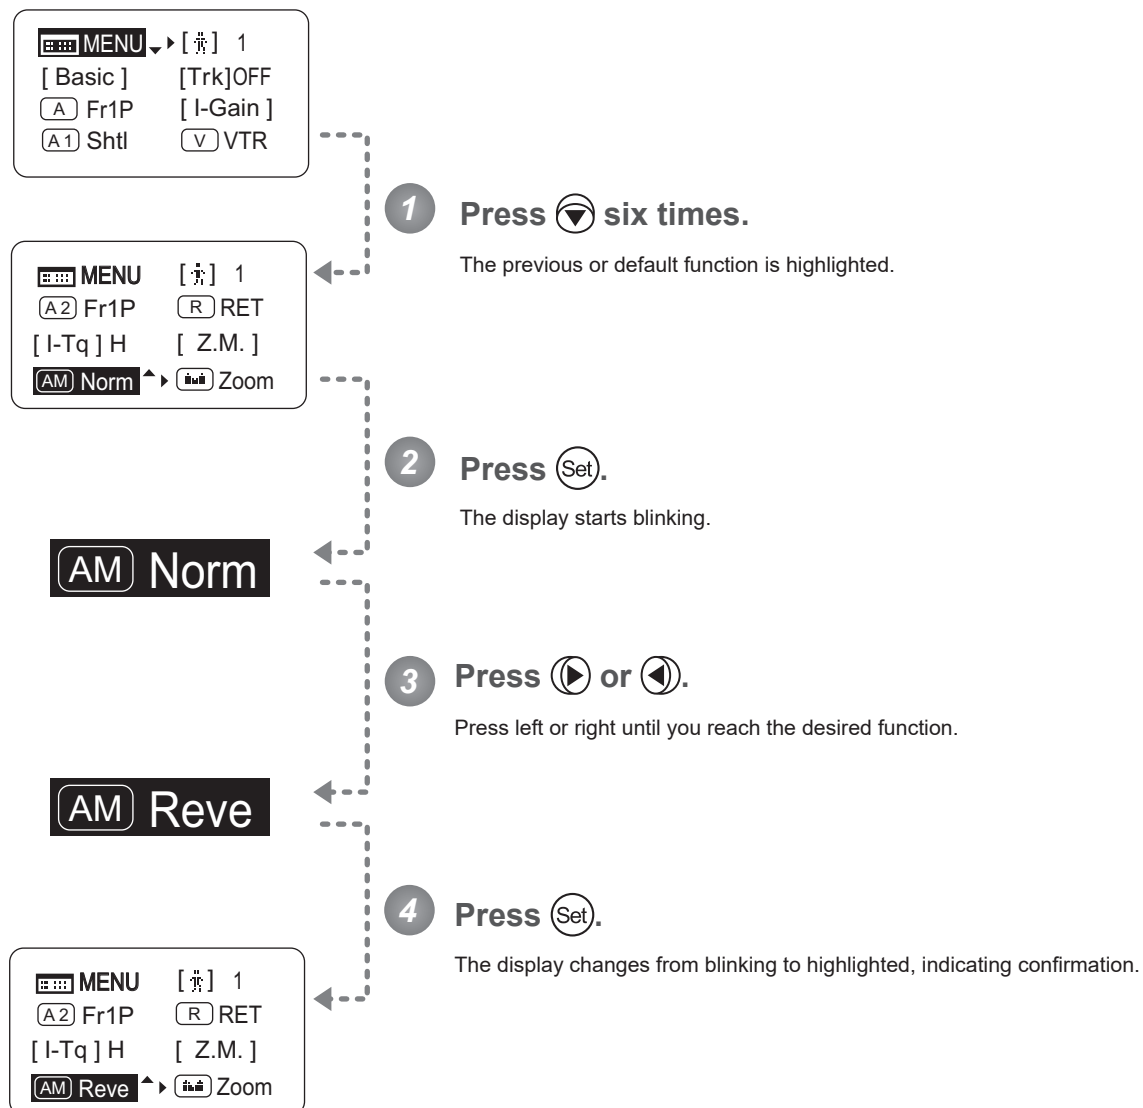 MENU [ ] 1
[ Basic ] [Trk]OFF
A Fr1P [ I-Gain ]
A1 Shtl V VTR
1 Press six times.
The previous or default function is highlighted.
MENU [ ] 1
A2 Fr1P R RET
[ I-Tq ] H [ Z.M. ]
AM Norm Zoom
2 Press Set.
The display starts blinking.
AM Norm
3 Press or .
Press left or right until you reach the desired function.
AM Reve
4 Press Set.
The display changes from blinking to highlighted, indicating confirmation.
MENU [ ] 1
A2 Fr1P R RET
[ I-Tq ] H [ Z.M. ]
AM Reve Zoom